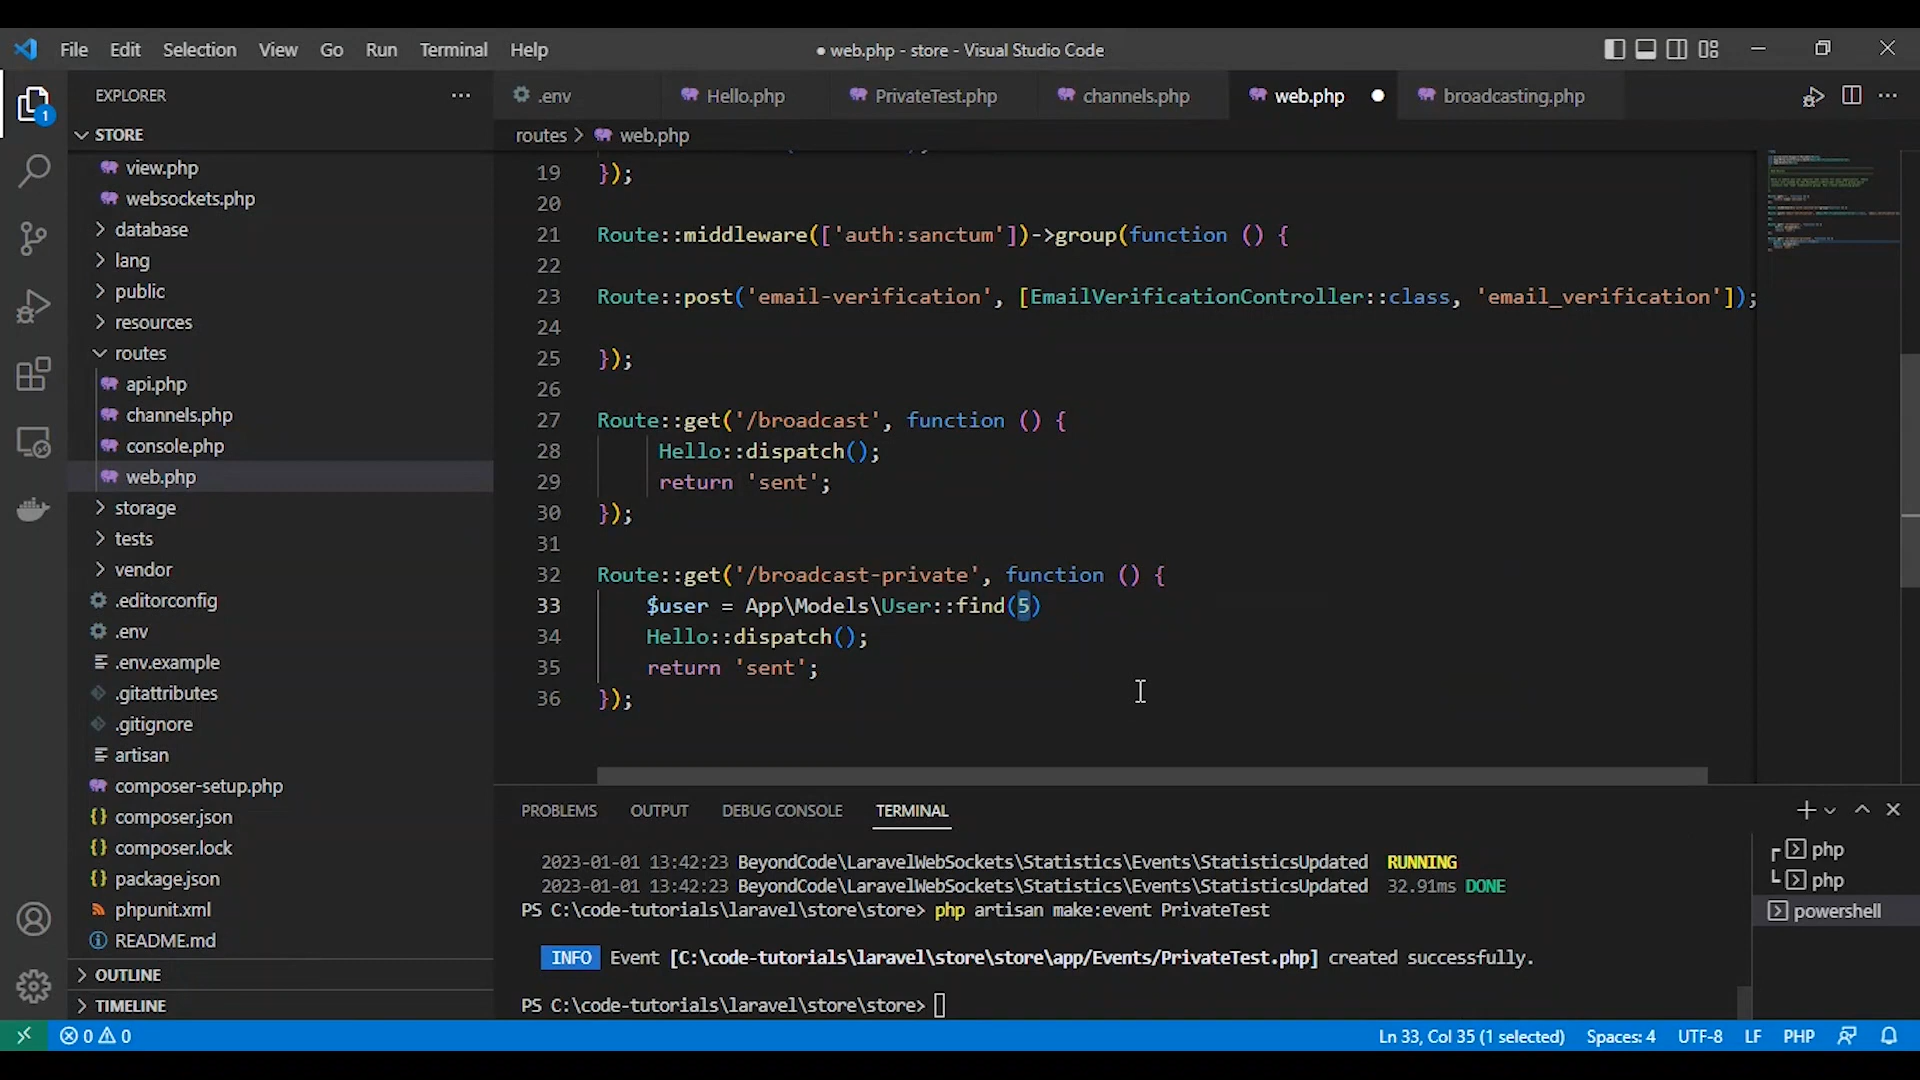 File Edit Selection View Go Run Terminal Help
● web.php - store - Visual Studio Code
EXPLORER
.env Hello.php PrivateTest.php channels.php web.php broadcasting.php
1
STORE
routes > web.php
view.php
websockets.php
database
lang
public
resources
routes
api.php
channels.php
console.php
web.php
storage
tests
vendor
.editorconfig
.env
.env.example
.gitattributes
.gitignore
artisan
composer-setup.php
composer.json
composer.lock
package.json
phpunit.xml
README.md
OUTLINE
TIMELINE
19 });
20
21 Route::middleware(['auth:sanctum'])->group(function () {
22
23 Route::post('email-verification', [EmailVerificationController::class, 'email_verification']);
24
25 });
26
27 Route::get('/broadcast', function () {
28 Hello::dispatch();
29 return 'sent';
30 });
31
32 Route::get('/broadcast-private', function () {
33 $user = App\Models\User::find(5)
34 Hello::dispatch();
35 return 'sent';
36 });
PROBLEMS OUTPUT DEBUG CONSOLE TERMINAL
2023-01-01 13:42:23 BeyondCode\LaravelWebSockets\Statistics\Events\StatisticsUpdated RUNNING
2023-01-01 13:42:23 BeyondCode\LaravelWebSockets\Statistics\Events\StatisticsUpdated 32.91ms DONE
PS C:\code-tutorials\laravel\store\store> php artisan make:event PrivateTest
INFO Event [C:\code-tutorials\laravel\store\store\app/Events/PrivateTest.php] created successfully.
PS C:\code-tutorials\laravel\store\store>
php
php
powershell
0 0
Ln 33, Col 35 (1 selected) Spaces: 4 UTF-8 LF PHP